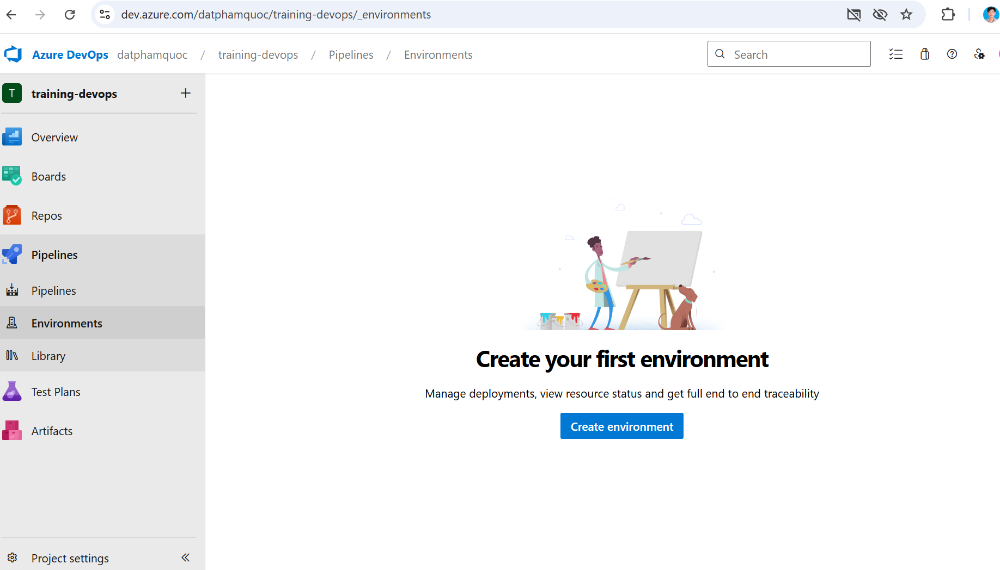 dev.azure.com/datphamquoc/training-devops/_environments
Azure DevOps datphamquoc / training-devops / Pipelines / Environments
Search
T training-devops
Overview
Boards
Repos
Pipelines
Pipelines
Environments
Library
Test Plans
Artifacts
Create your first environment
Manage deployments, view resource status and get full end to end traceability
Create environment
Project settings